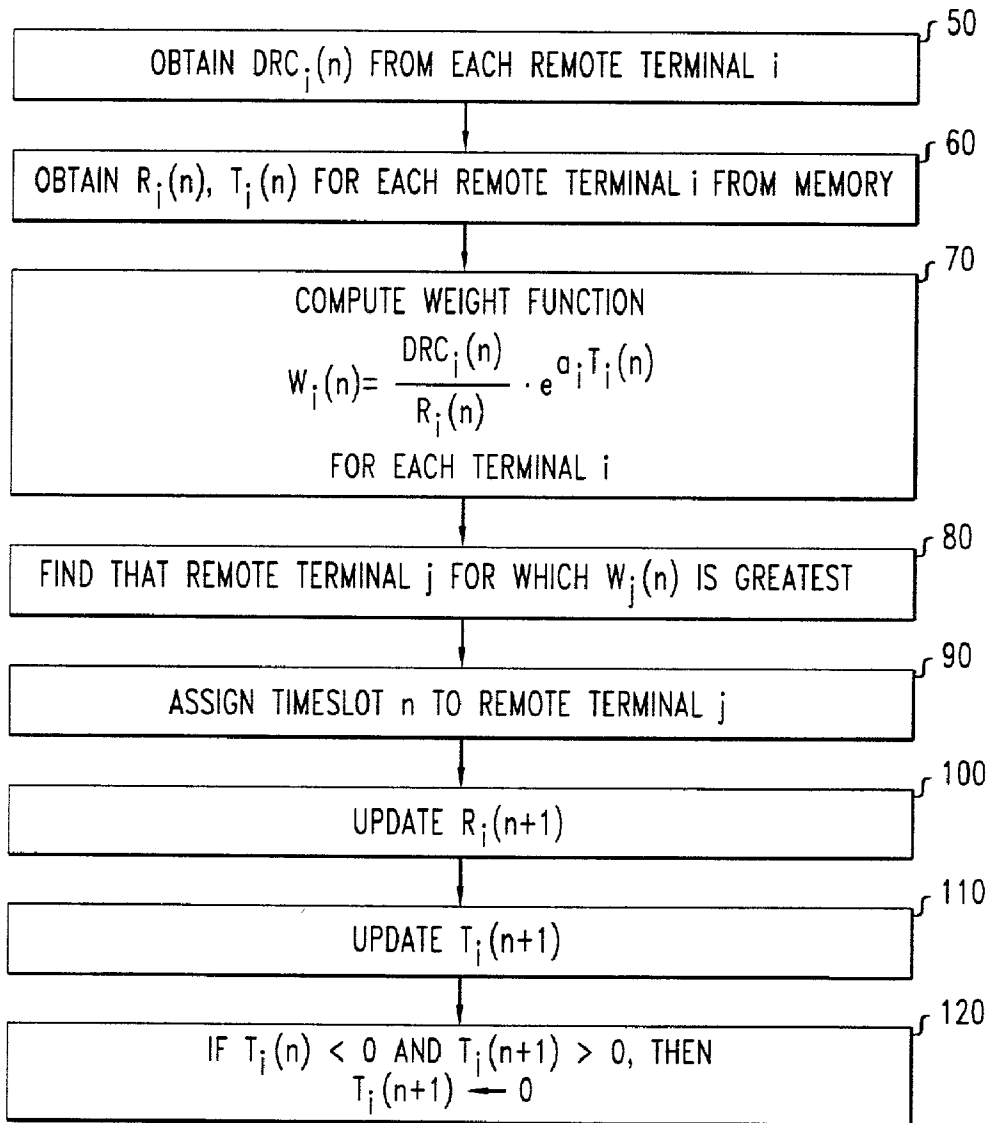 50
OBTAIN DRC_i(n) FROM EACH REMOTE TERMINAL i
60
OBTAIN R_i(n), T_i(n) FOR EACH REMOTE TERMINAL i FROM MEMORY
70
COMPUTE WEIGHT FUNCTION
W_i(n)= DRC_i(n) / R_i(n) · e^{a_i T_i(n)}
FOR EACH TERMINAL i
80
FIND THAT REMOTE TERMINAL j FOR WHICH W_j(n) IS GREATEST
90
ASSIGN TIMESLOT n TO REMOTE TERMINAL j
100
UPDATE R_i(n+1)
110
UPDATE T_i(n+1)
120
IF T_i(n) < 0 AND T_i(n+1) > 0, THEN
T_i(n+1) ← 0